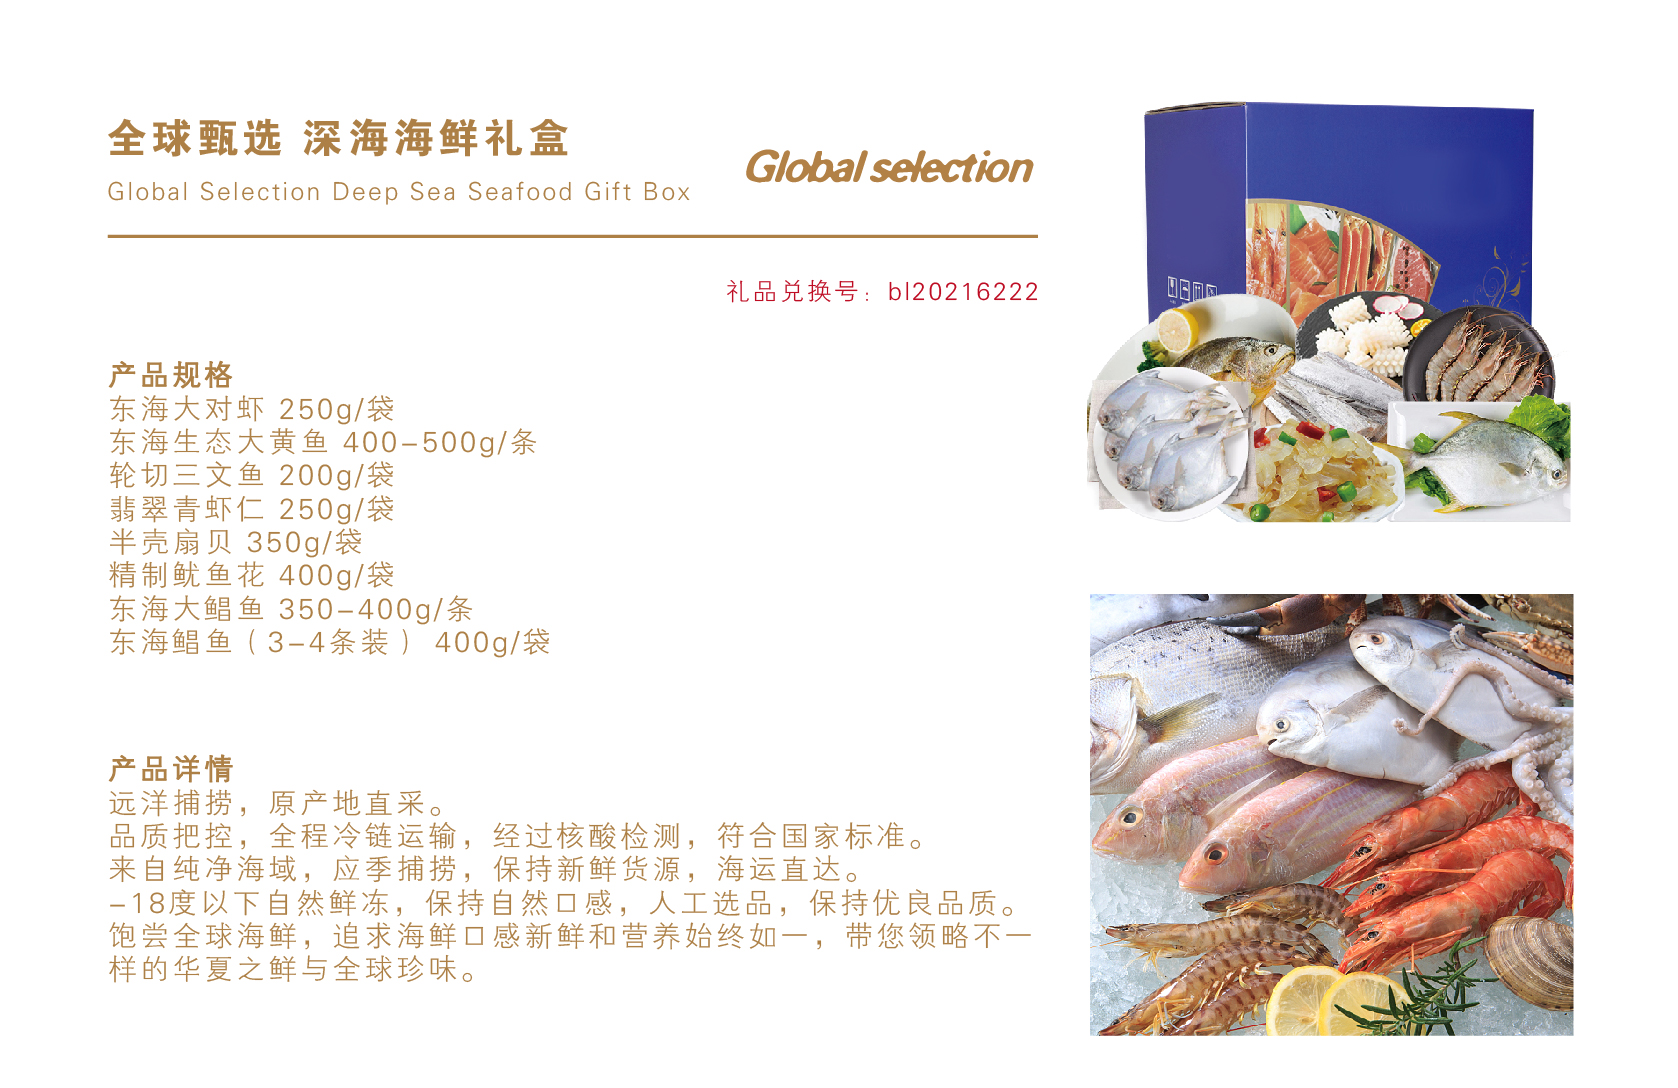 全球甄选 深海海鲜礼盒
Global Selection Deep Sea Seafood Gift Box
Global selection
礼品兑换号：bl20216222
产品规格
东海大对虾 250g/袋
东海生态大黄鱼 400-500g/条
轮切三文鱼 200g/袋
翡翠青虾仁 250g/袋
半壳扇贝 350g/袋
精制鱿鱼花 400g/袋
东海大鲳鱼 350-400g/条
东海鲳鱼（3-4条装） 400g/袋
产品详情
远洋捕捞，原产地直采。
品质把控，全程冷链运输，经过核酸检测，符合国家标准。
来自纯净海域，应季捕捞，保持新鲜货源，海运直达。
-18度以下自然鲜冻，保持自然口感，人工选品，保持优良品质。
饱尝全球海鲜，追求海鲜口感新鲜和营养始终如一，带您领略不一
样的华夏之鲜与全球珍味。